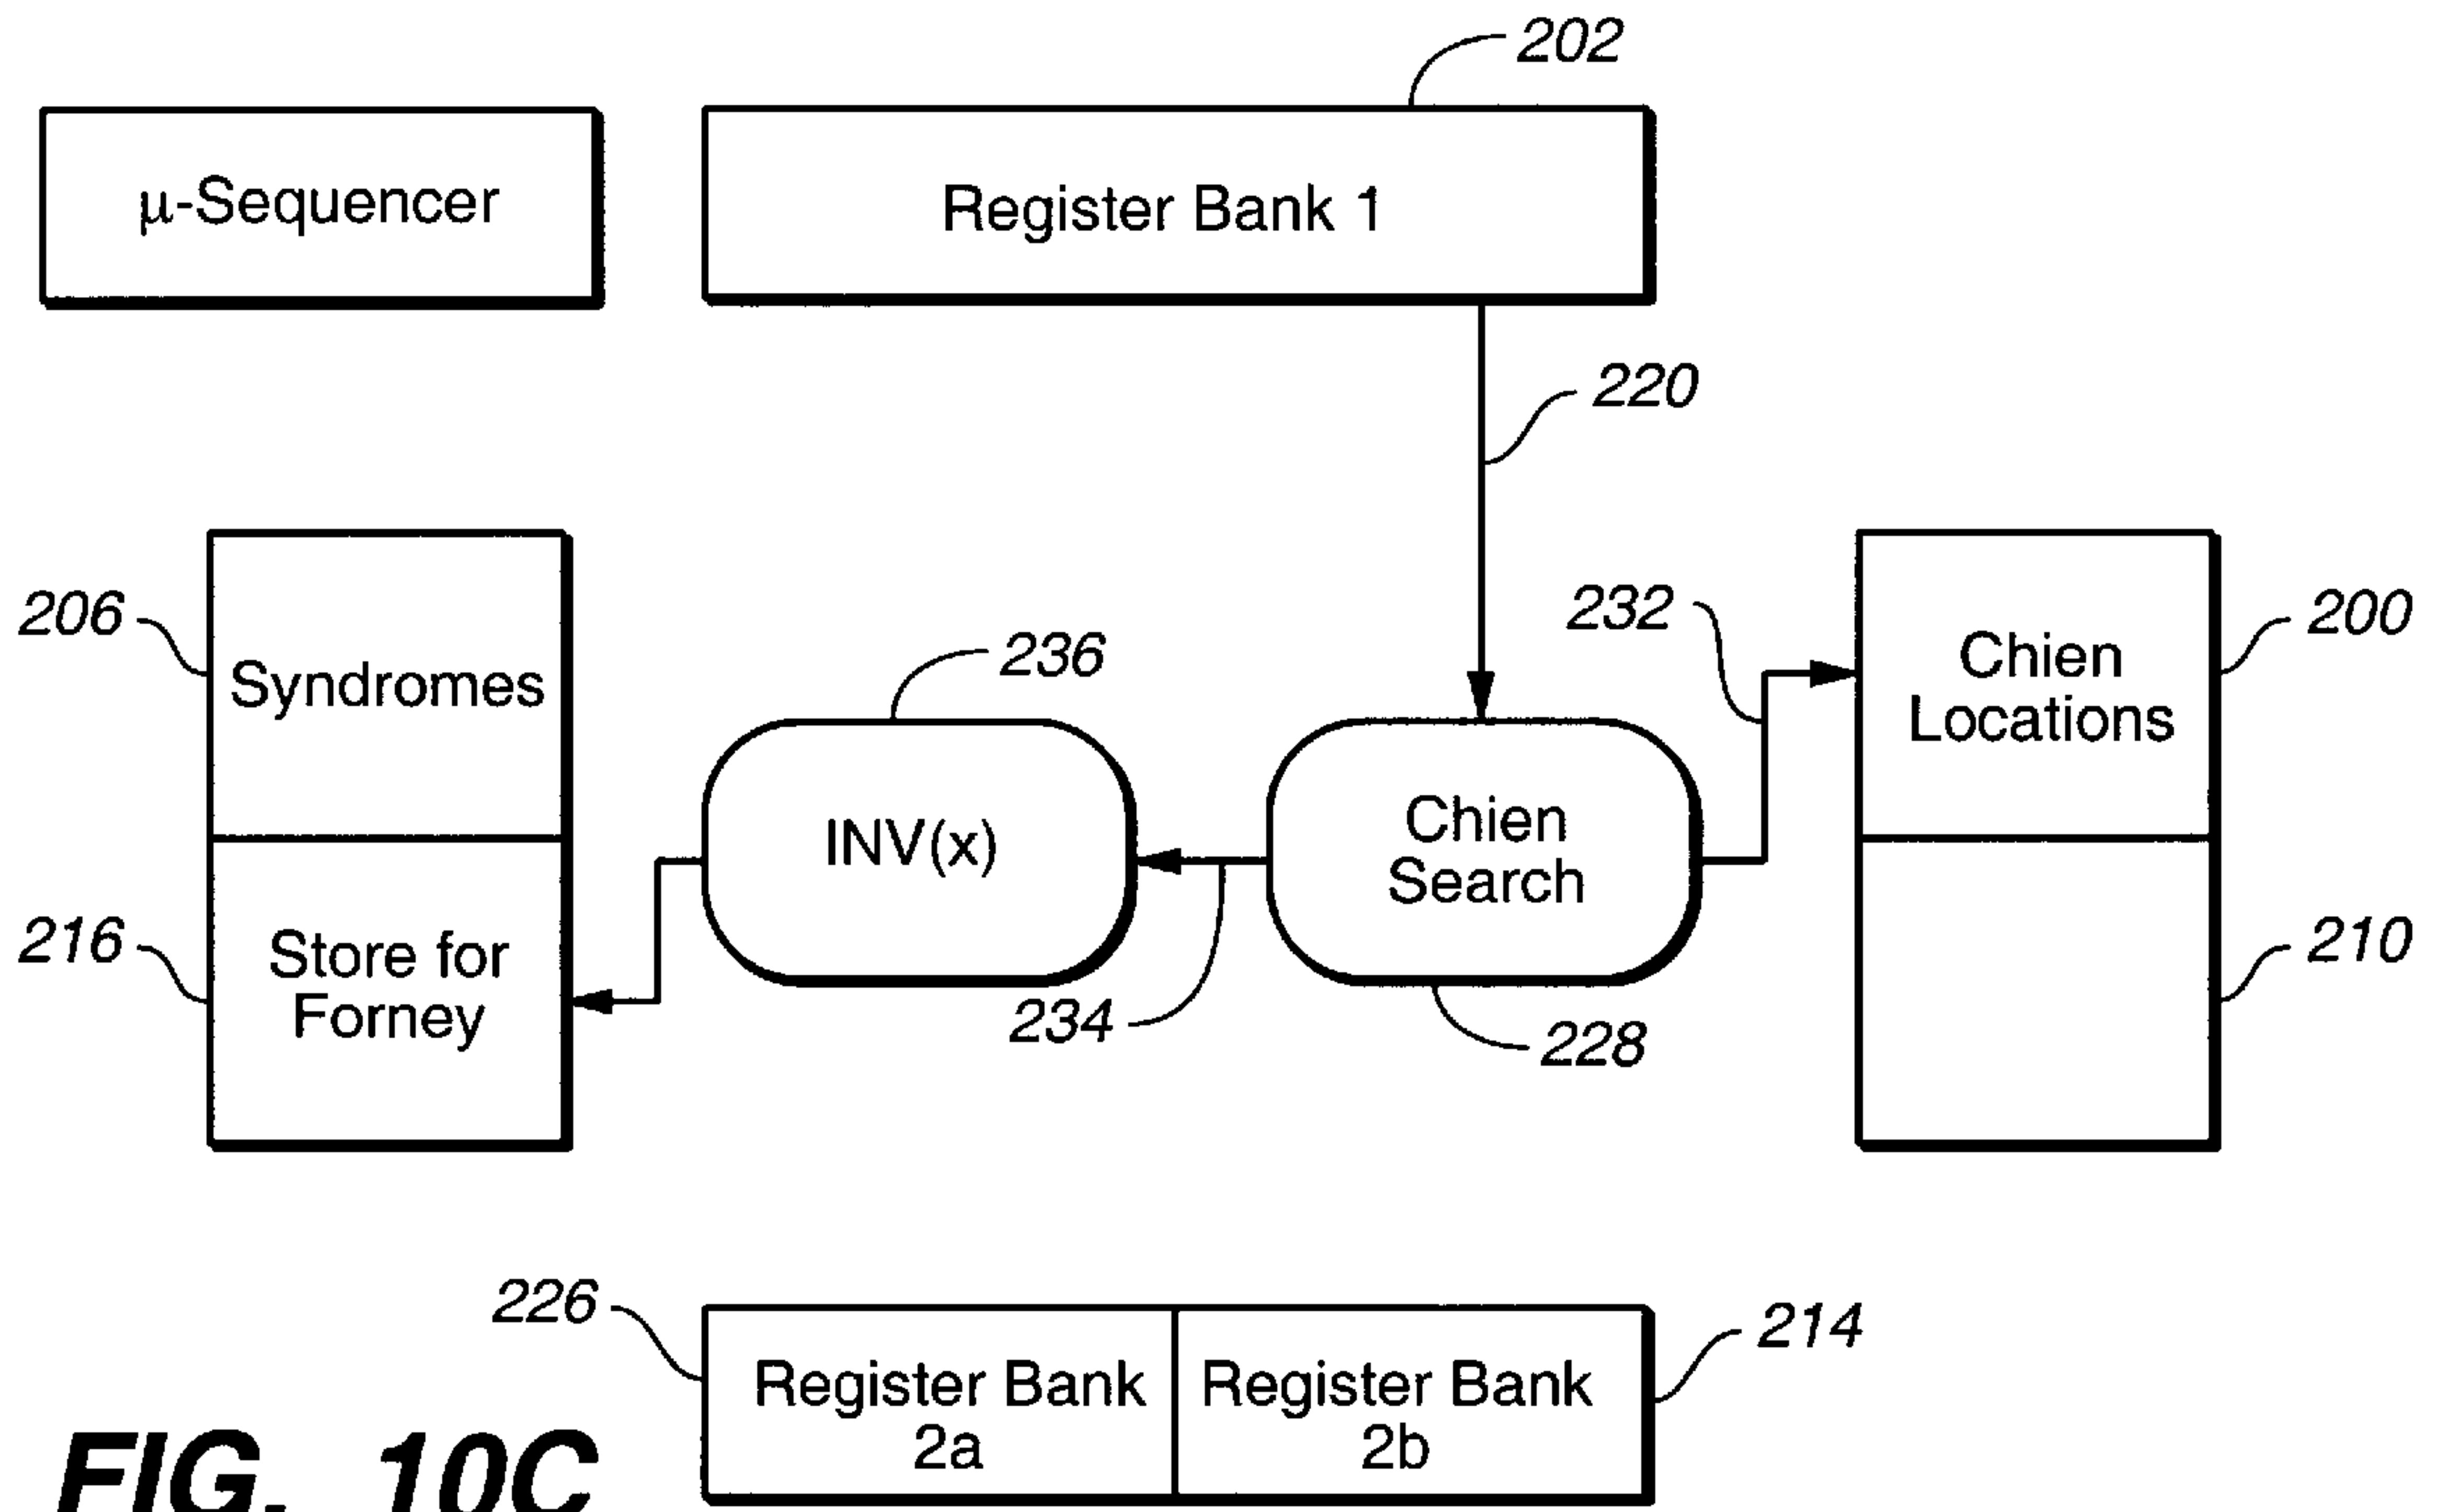 202
µ-Sequencer
Register Bank 1
220
206
Syndromes
236
232
Chien
Locations
200
INV(x)
Chien
Search
216
Store for
Forney
234
228
210
226
Register Bank
2a
Register Bank
2b
214
FIG. 10C